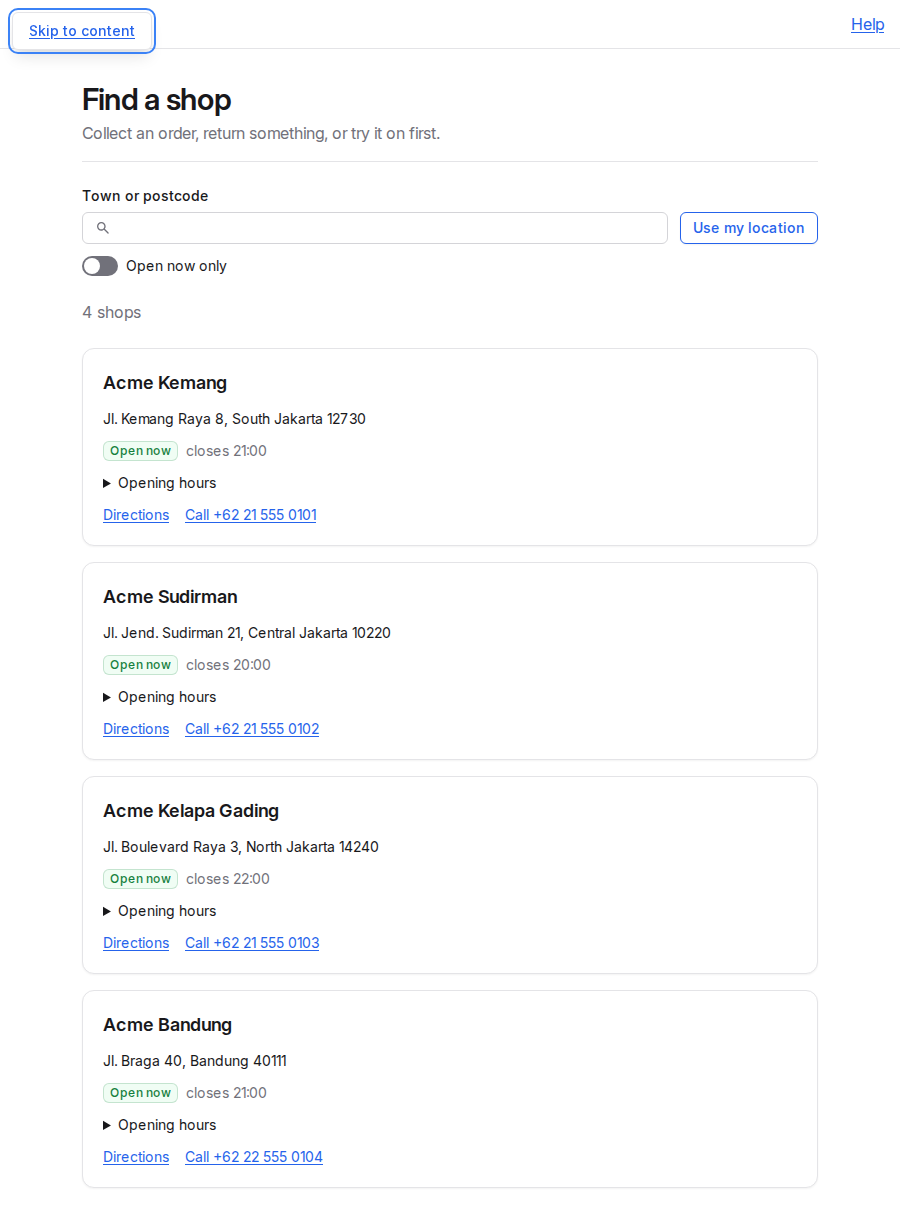 Skip to content
Help
Find a shop
Collect an order, return something, or try it on first.
Town or postcode
Use my location
Open now only
4 shops
Acme Kemang
Jl. Kemang Raya 8, South Jakarta 12730
Open now closes 21:00
Opening hours
Directions Call +62 21 555 0101
Acme Sudirman
Jl. Jend. Sudirman 21, Central Jakarta 10220
Open now closes 20:00
Opening hours
Directions Call +62 21 555 0102
Acme Kelapa Gading
Jl. Boulevard Raya 3, North Jakarta 14240
Open now closes 22:00
Opening hours
Directions Call +62 21 555 0103
Acme Bandung
Jl. Braga 40, Bandung 40111
Open now closes 21:00
Opening hours
Directions Call +62 22 555 0104